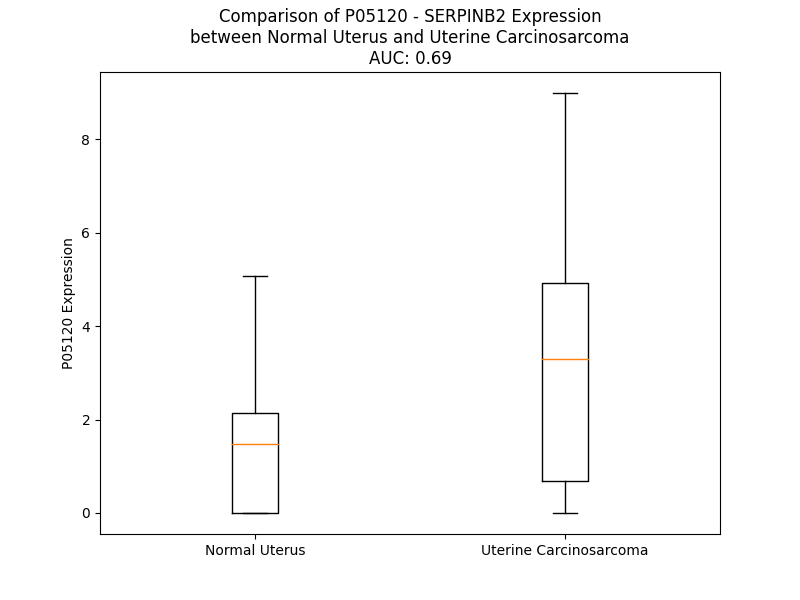 Comparison of P05120 - SERPINB2 Expression
between Normal Uterus and Uterine Carcinosarcoma
AUC: 0.69
8
6
4
2
0
P05120 Expression
Normal Uterus
Uterine Carcinosarcoma